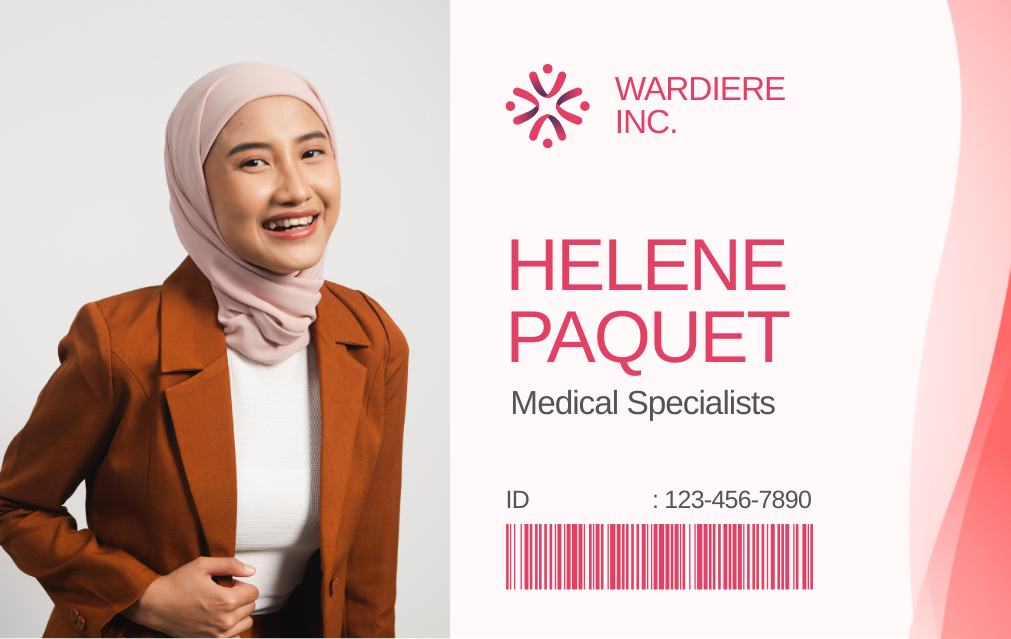 WARDIERE
INC.
HELENE
PAQUET
Medical Specialists
ID : 123-456-7890